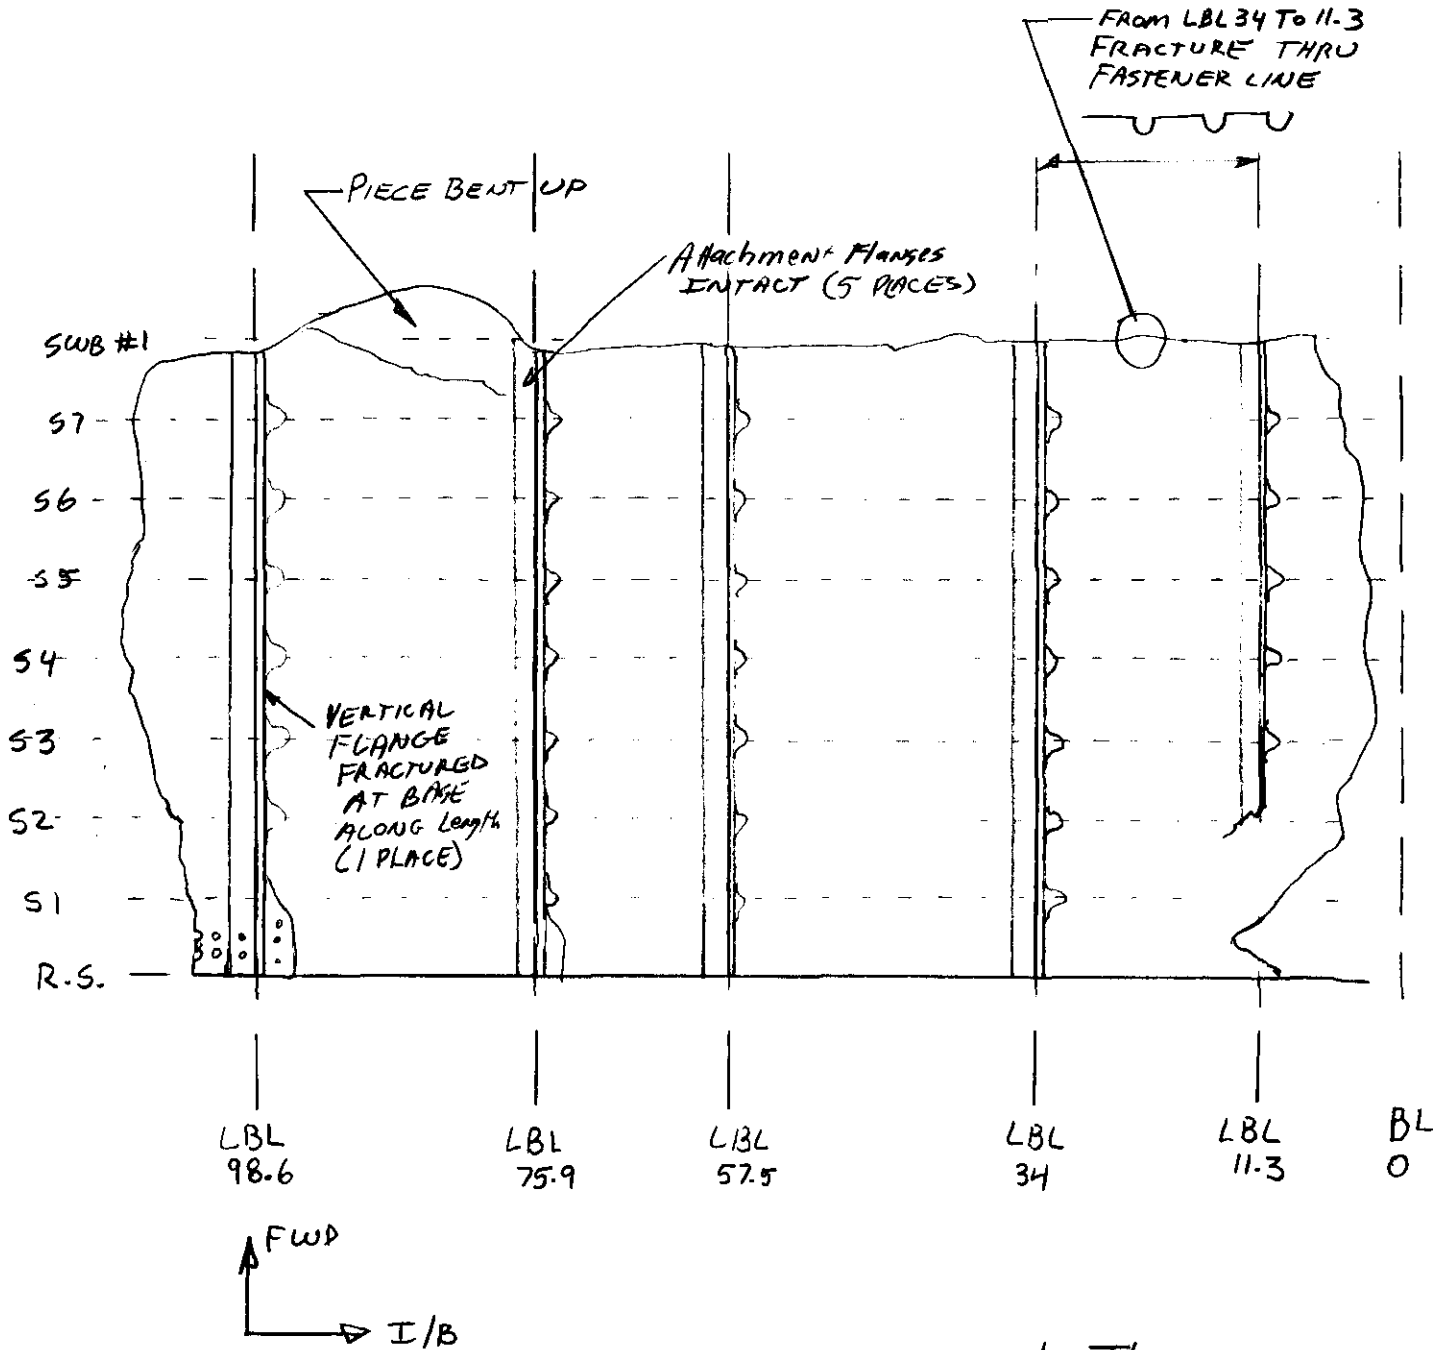 FROM LBL 34 TO 11.3
FRACTURE THRU
FASTENER LINE
PIECE BENT UP
Attachment Flanges
INTACT (5 PLACES)
SWB #1
S7
S6
S5
S4
VERTICAL
FLANGE
FRACTURED
AT BASE
ALONG Length
(1 PLACE)
S3
S2
S1
R.S.
LBL
98.6
LBL
75.9
LBL
57.5
LBL
34
LBL
11.3
BL
0
FWD
I/B